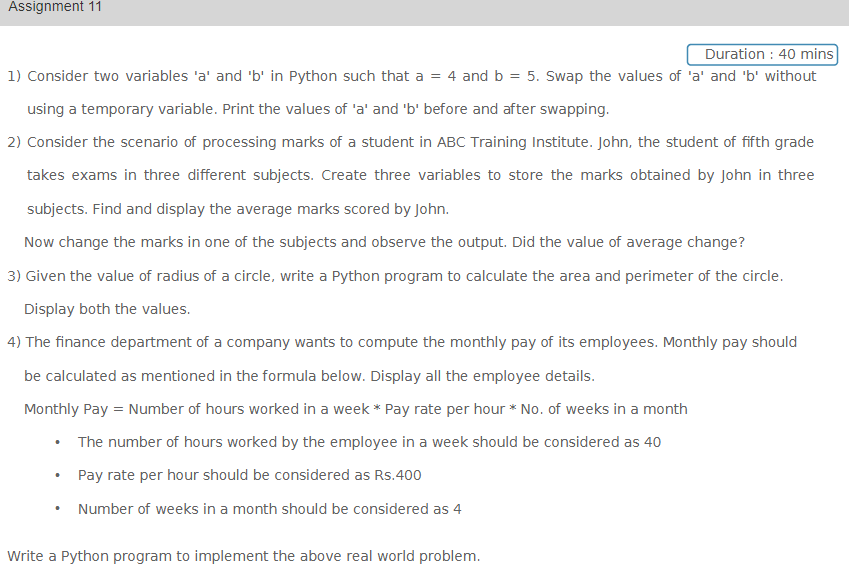 Assignment 11
Duration : 40 mins
1) Consider two variables 'a' and 'b' in Python such that a = 4 and b = 5. Swap the values of 'a' and 'b' without
using a temporary variable. Print the values of 'a' and 'b' before and after swapping.
2) Consider the scenario of processing marks of a student in ABC Training Institute. John, the student of fifth grade
takes exams in three different subjects. Create three variables to store the marks obtained by John in three
subjects. Find and display the average marks scored by John.
Now change the marks in one of the subjects and observe the output. Did the value of average change?
3) Given the value of radius of a circle, write a Python program to calculate the area and perimeter of the circle.
Display both the values.
4) The finance department of a company wants to compute the monthly pay of its employees. Monthly pay should
be calculated as mentioned in the formula below. Display all the employee details.
Monthly Pay = Number of hours worked in a week * Pay rate per hour * No. of weeks in a month
• The number of hours worked by the employee in a week should be considered as 40
• Pay rate per hour should be considered as Rs.400
• Number of weeks in a month should be considered as 4
Write a Python program to implement the above real world problem.